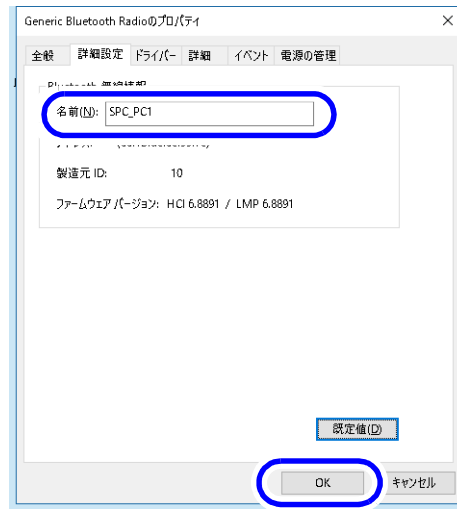 Generic Bluetooth Radioのプロパティ
全般 詳細設定 ドライバー 詳細 イベント 電源の管理
名前(N): SPC_PC1
製造元 ID: 10
ファームウェア バージョン: HCI 6.8891 / LMP 6.8891
既定値(D)
OK キャンセル